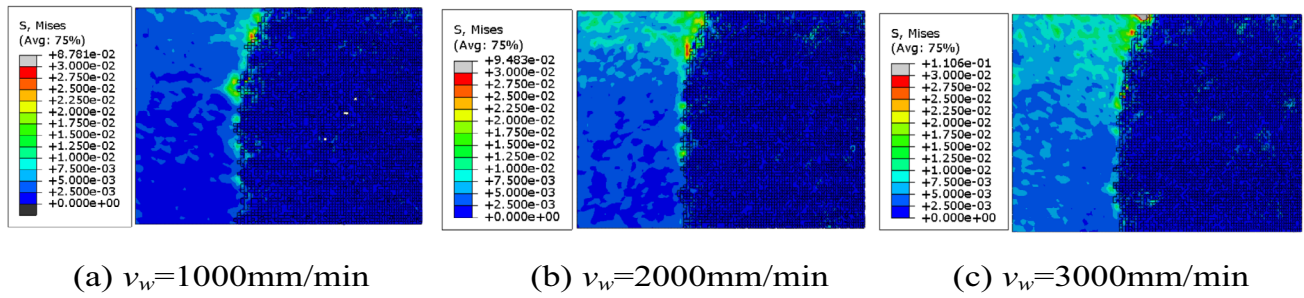 S, Mises
(Avg: 75%)
+8.781e-02
+3.000e-02
+2.750e-02
+2.500e-02
+2.250e-02
+2.000e-02
+1.750e-02
+1.500e-02
+1.250e-02
+1.000e-02
+7.500e-03
+5.000e-03
+2.500e-03
+0.000e+00
S, Mises
(Avg: 75%)
+9.483e-02
+3.000e-02
+2.750e-02
+2.500e-02
+2.250e-02
+2.000e-02
+1.750e-02
+1.500e-02
+1.250e-02
+1.000e-02
+7.500e-03
+5.000e-03
+2.500e-03
+0.000e+00
S, Mises
(Avg: 75%)
+1.106e-01
+3.000e-02
+2.750e-02
+2.500e-02
+2.250e-02
+2.000e-02
+1.750e-02
+1.500e-02
+1.250e-02
+1.000e-02
+7.500e-03
+5.000e-03
+2.500e-03
+0.000e+00
(a) v_w=1000mm/min
(b) v_w=2000mm/min
(c) v_w=3000mm/min